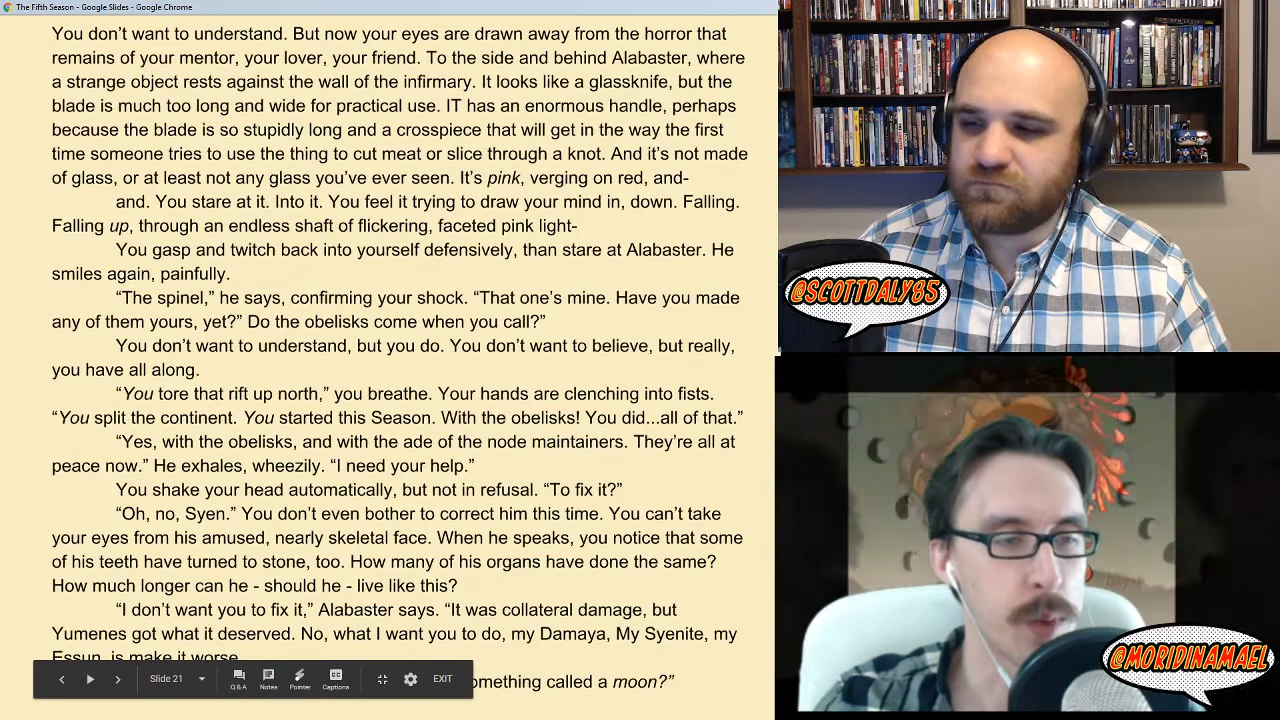 The Fifth Season - Google Slides - Google Chrome
You don’t want to understand. But now your eyes are drawn away from the horror that
remains of your mentor, your lover, your friend. To the side and behind Alabaster, where
a strange object rests against the wall of the infirmary. It looks like a glassknife, but the
blade is much too long and wide for practical use. IT has an enormous handle, perhaps
because the blade is so stupidly long and a crosspiece that will get in the way the first
time someone tries to use the thing to cut meat or slice through a knot. And it’s not made
of glass, or at least not any glass you’ve ever seen. It’s pink, verging on red, and-
and. You stare at it. Into it. You feel it trying to draw your mind in, down. Falling.
Falling up, through an endless shaft of flickering, faceted pink light-
You gasp and twitch back into yourself defensively, than stare at Alabaster. He
smiles again, painfully.
“The spinel,” he says, confirming your shock. “That one’s mine. Have you made
any of them yours, yet?” Do the obelisks come when you call?”
You don’t want to understand, but you do. You don’t want to believe, but really,
you have all along.
“You tore that rift up north,” you breathe. Your hands are clenching into fists.
“You split the continent. You started this Season. With the obelisks! You did...all of that.”
“Yes, with the obelisks, and with the ade of the node maintainers. They’re all at
peace now.” He exhales, wheezily. “I need your help.”
You shake your head automatically, but not in refusal. “To fix it?”
“Oh, no, Syen.” You don’t even bother to correct him this time. You can’t take
your eyes from his amused, nearly skeletal face. When he speaks, you notice that some
of his teeth have turned to stone, too. How many of his organs have done the same?
How much longer can he - should he - live like this?
“I don’t want you to fix it,” Alabaster says. “It was collateral damage, but
Yumenes got what it deserved. No, what I want you to do, my Damaya, My Syenite, my
Essun, is make it worse.
omething called a moon?”
Slide 21
Q & A
Notes
Pointer
Captions
EXIT
@SCOTTDALY85
@MORIDINAMAEL